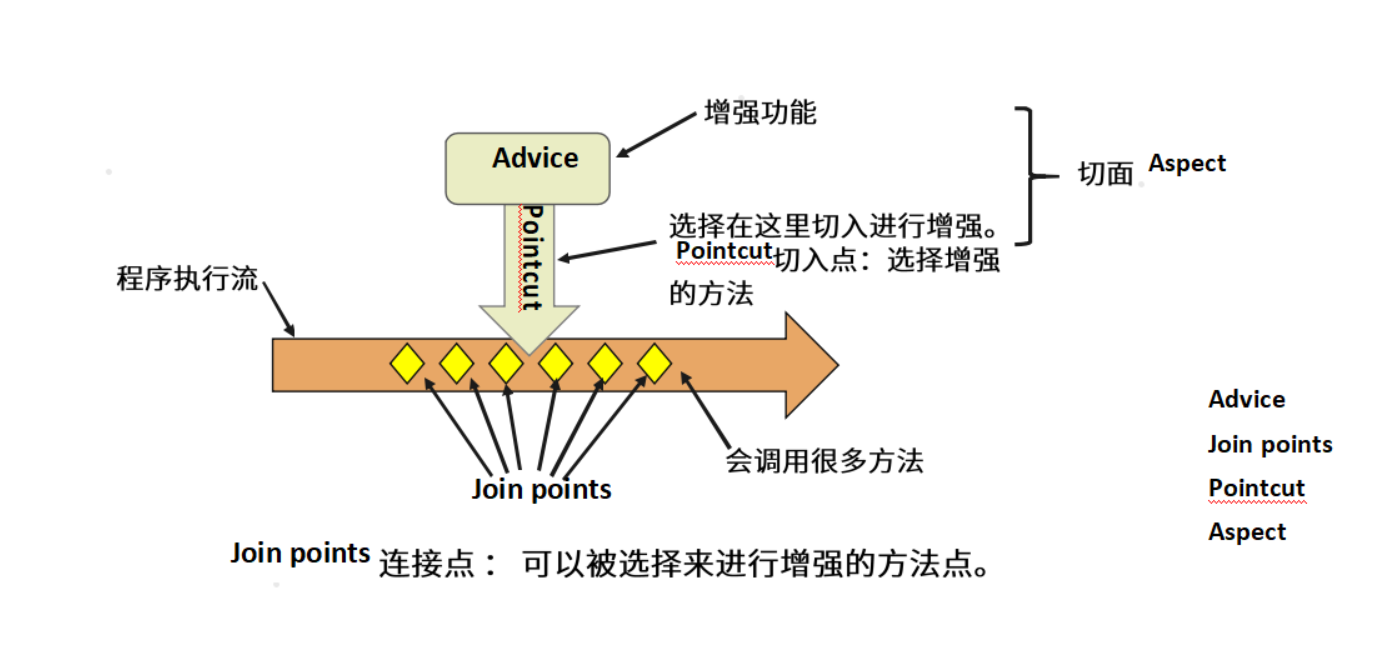 增强功能
Advice
切面 Aspect
Pointcut
选择在这里切入进行增强。
Pointcut切入点：选择增强
的方法
程序执行流
会调用很多方法
Join points
Join points 连接点： 可以被选择来进行增强的方法点。
Advice
Join points
Pointcut
Aspect